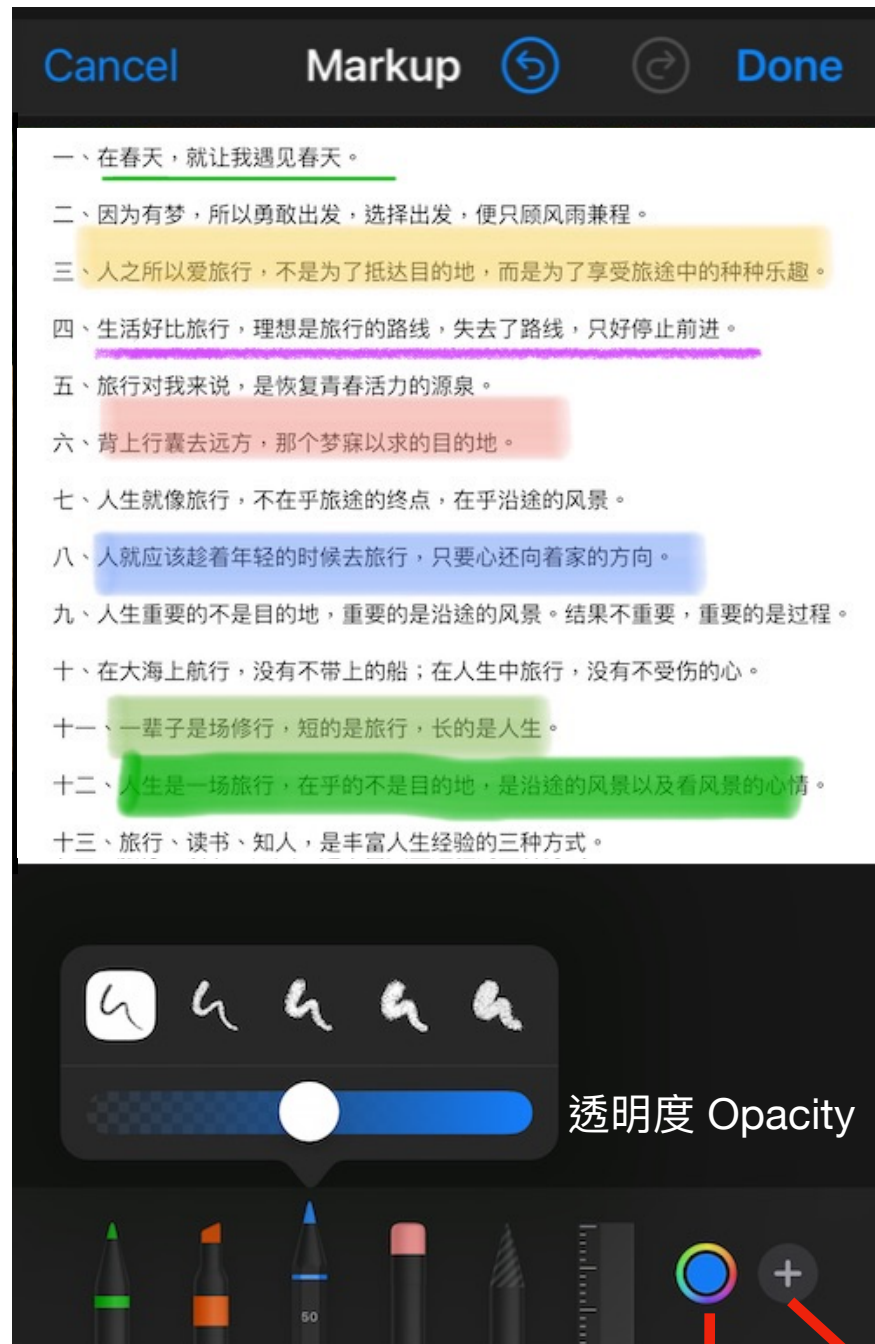 Cancel Markup Done
一、在春天，就让我遇见春天。
二、因为有梦，所以勇敢出发，选择出发，便只顾风雨兼程。
三、人之所以爱旅行，不是为了抵达目的地，而是为了享受旅途中的种种乐趣。
四、生活好比旅行，理想是旅行的路线，失去了路线，只好停止前进。
五、旅行对我来说，是恢复青春活力的源泉。
六、背上行囊去远方，那个梦寐以求的目的地。
七、人生就像旅行，不在乎旅途的终点，在乎沿途的风景。
八、人就应该趁着年轻的时候去旅行，只要心还向着家的方向。
九、人生重要的不是目的地，重要的是沿途的风景。结果不重要，重要的是过程。
十、在大海上航行，没有不带上的船；在人生中旅行，没有不受伤的心。
十一、一辈子是场修行，短的是旅行，长的是人生。
十二、人生是一场旅行，在乎的不是目的地，是沿途的风景以及看风景的心情。
十三、旅行、读书、知人，是丰富人生经验的三种方式。
透明度 Opacity
50